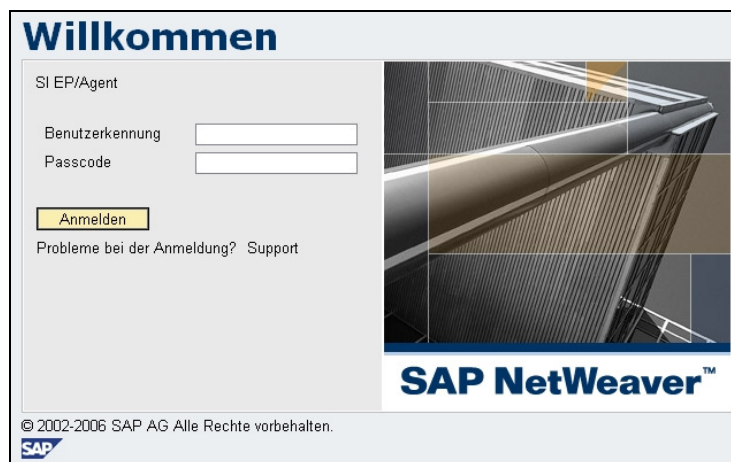 Willkommen
SI EP/Agent
Benutzerkennung
Passcode
Anmelden
Probleme bei der Anmeldung? Support
SAP NetWeaver™
© 2002-2006 SAP AG Alle Rechte vorbehalten.
SAP